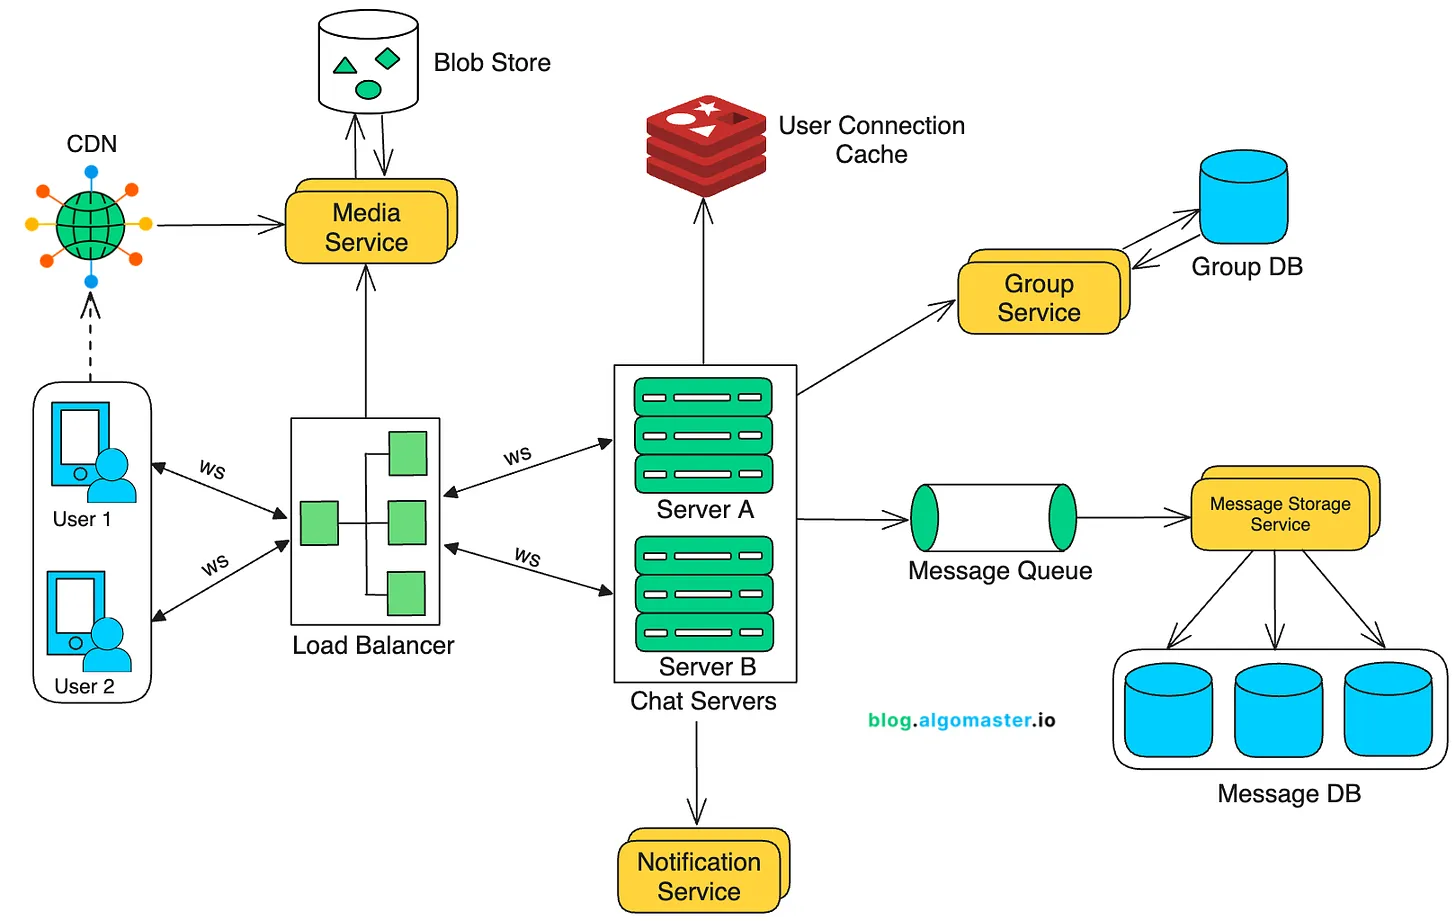 Blob Store
CDN
User Connection
Cache
Media
Service
Group DB
Group
Service
ws
ws
User 1
Server A
Message Storage
Service
ws
ws
Message Queue
Load Balancer
Server B
User 2
Chat Servers
blog.algomaster.io
Message DB
Notification
Service